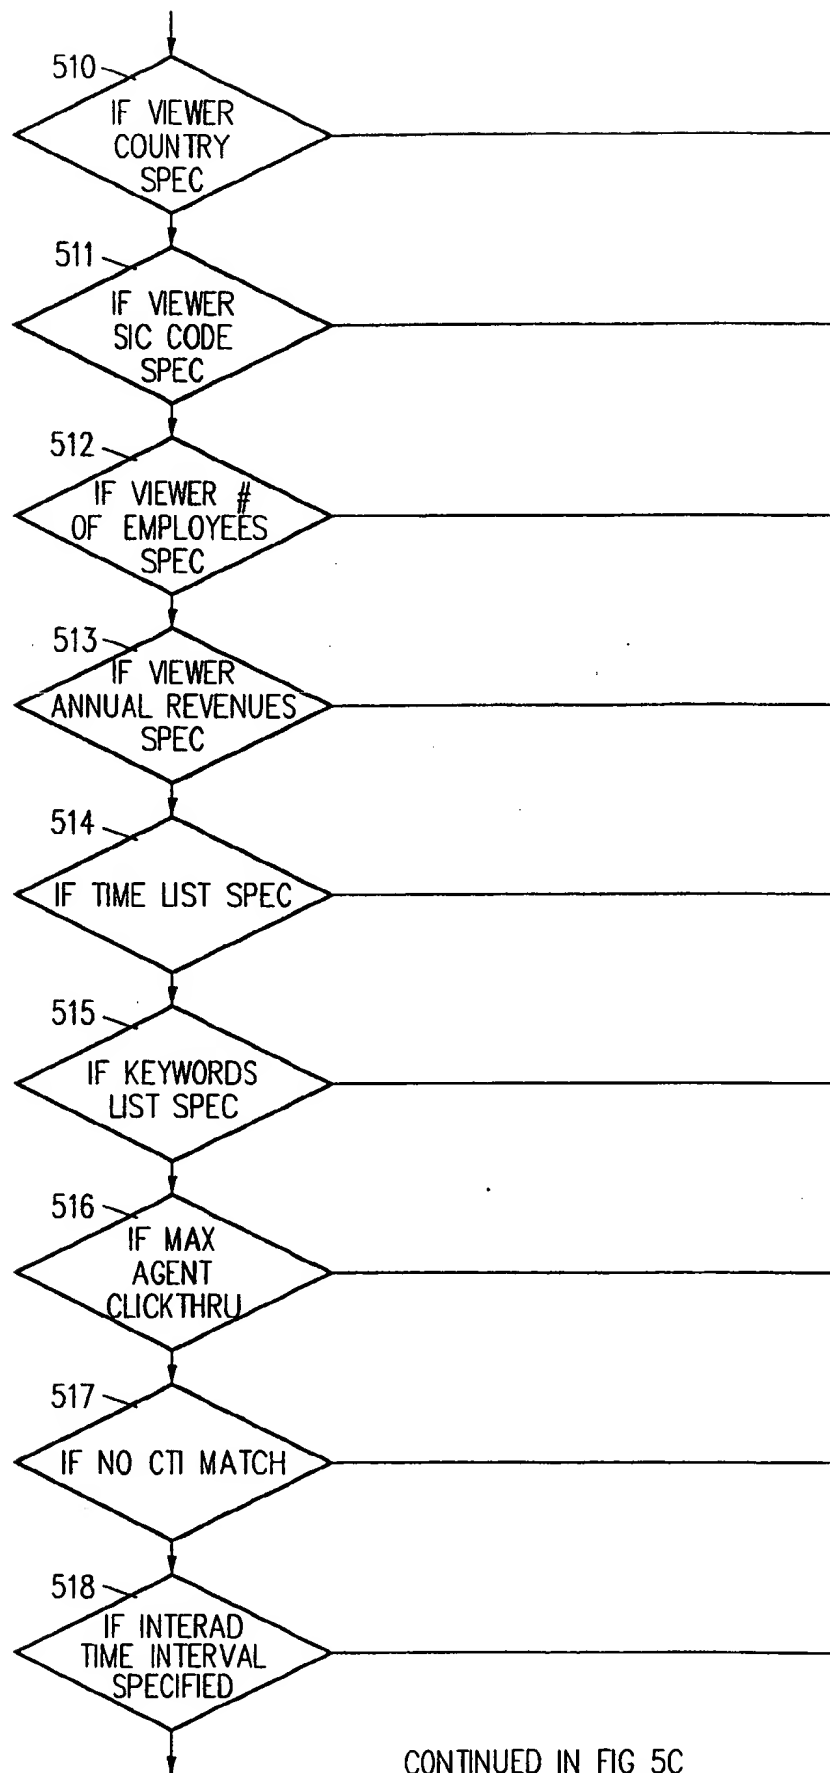 510
IF VIEWER
COUNTRY
SPEC
511
IF VIEWER
SIC CODE
SPEC
512
IF VIEWER #
OF EMPLOYEES
SPEC
513
IF VIEWER
ANNUAL REVENUES
SPEC
514
IF TIME LIST SPEC
515
IF KEYWORDS
LIST SPEC
516
IF MAX
AGENT
CLICKTHRU
517
IF NO CTI MATCH
518
IF INTERAD
TIME INTERVAL
SPECIFIED
CONTINUED IN FIG 5C